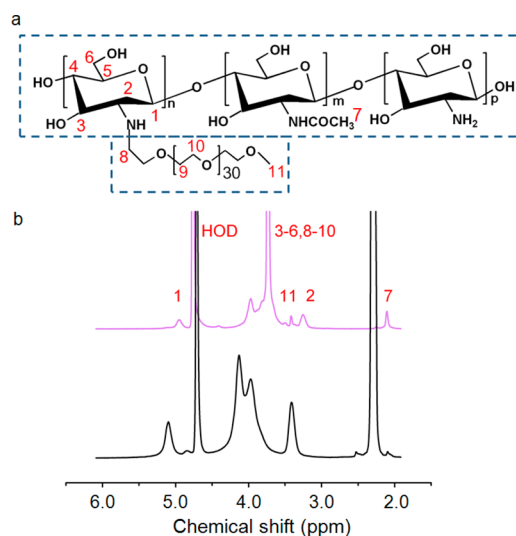 a
6 OH
OH
OH
4 5 O
O
O
HO
O
O
OH
2
n
m
p
HO
HO
HO
3 NH 1
NHCOCH3 7
NH2
8 O 10 O 11
9 O 30
b
HOD 3-6,8-10
1 11 2 7
6.0 5.0 4.0 3.0 2.0
Chemical shift (ppm)